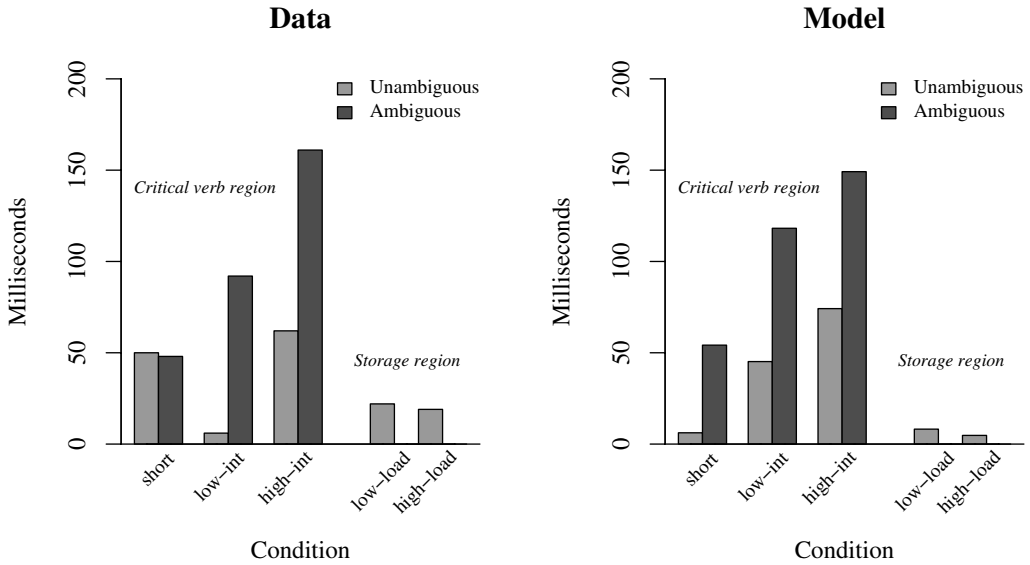 Data
200
150
100
50
0
Milliseconds
Unambiguous
Ambiguous
Critical verb region
Storage region
short
low−int
high−int
low−load
high−load
Condition
Model
200
150
100
50
0
Milliseconds
Unambiguous
Ambiguous
Critical verb region
Storage region
short
low−int
high−int
low−load
high−load
Condition